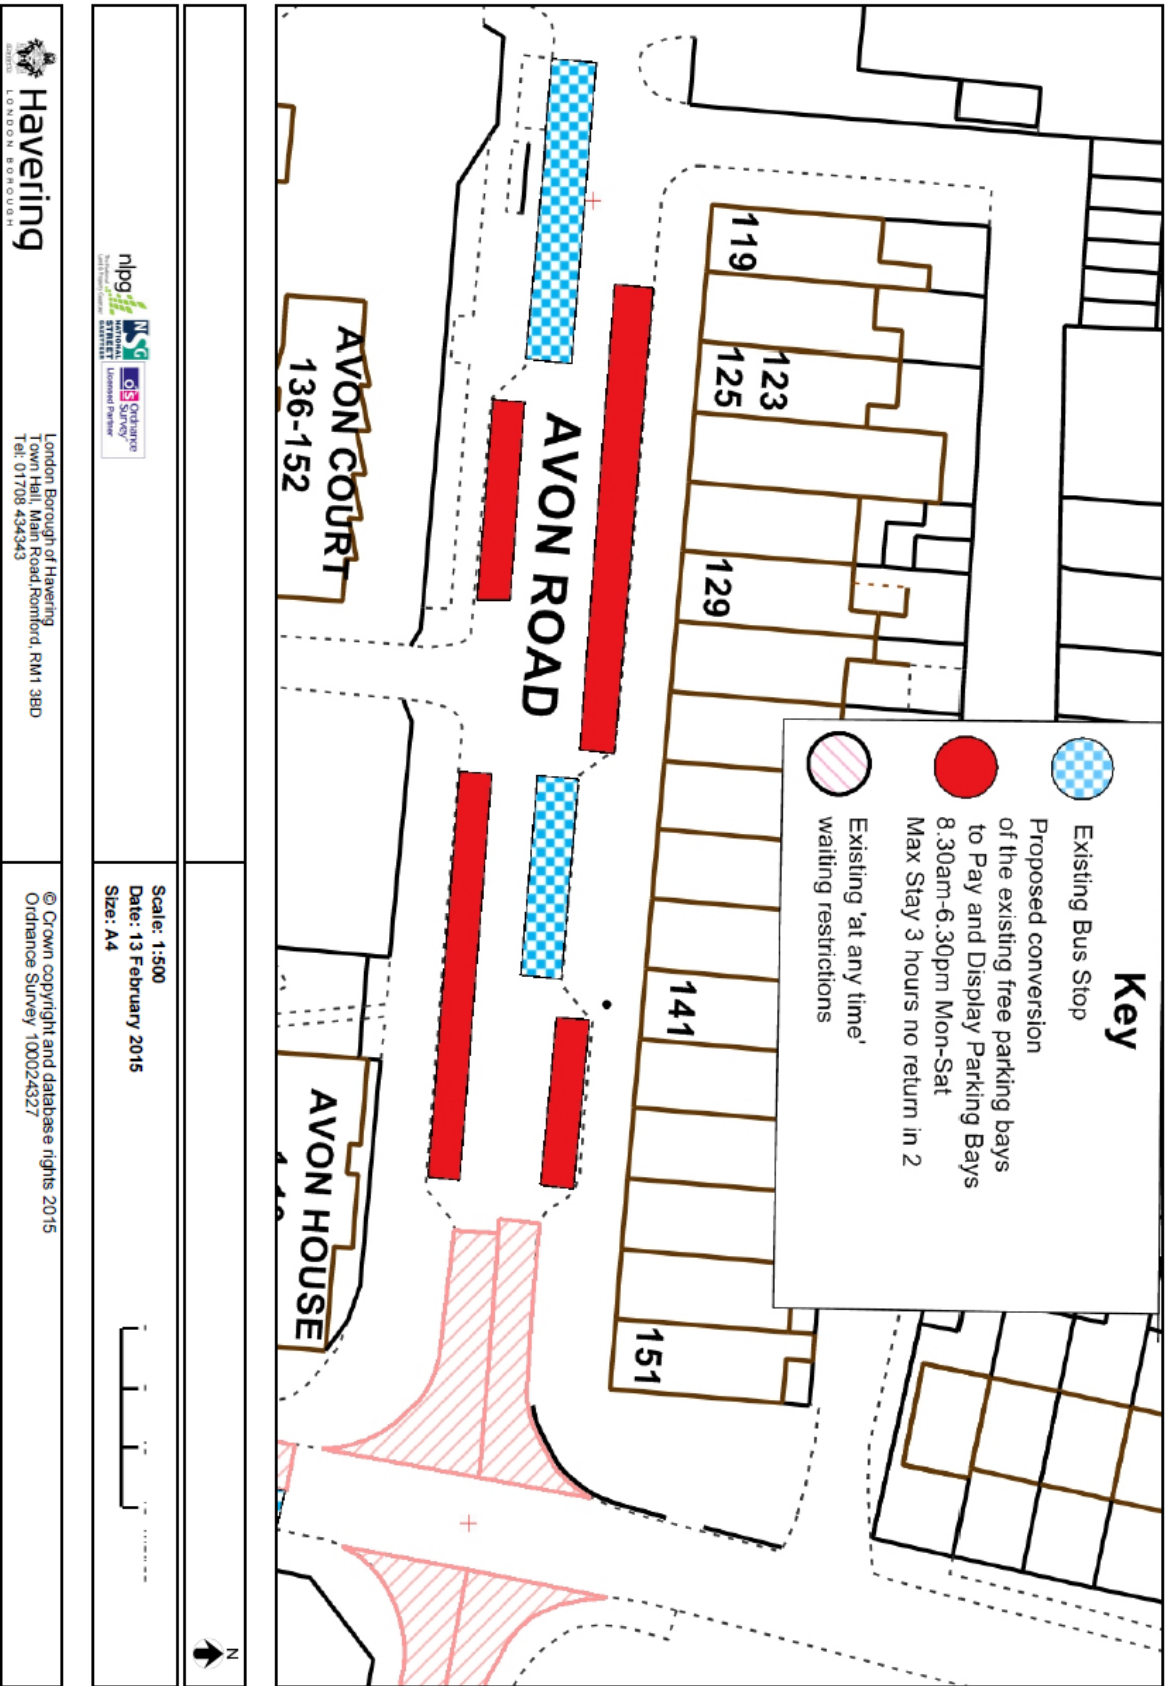 Key
Existing Bus Stop
Proposed conversion
of the existing free parking bays
to Pay and Display Parking Bays
8.30am-6.30pm Mon-Sat
Max Stay 3 hours no return in 2
Existing 'at any time'
waiting restrictions
119
123
125
129
141
151
AVON ROAD
AVON COURT
136-152
AVON HOUSE
N
Scale: 1:500
Date: 13 February 2015
Size: A4
nlpg
NSG
NATIONAL
STREET
GAZETTEER
Ordnance
Survey
Licensed Partner
Havering
LONDON BOROUGH
London Borough of Havering
Town Hall, Main Road,Romford, RM1 3BD
Tel: 01708 434343
© Crown copyright and database rights 2015
Ordnance Survey 100024327